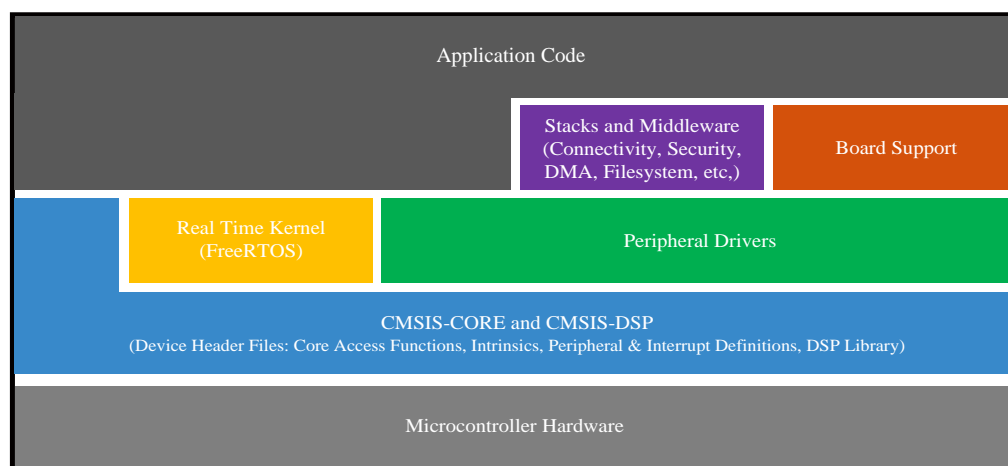 Application Code
Stacks and Middleware
(Connectivity, Security,
DMA, Filesystem, etc,)
Board Support
Real Time Kernel
(FreeRTOS)
Peripheral Drivers
CMSIS-CORE and CMSIS-DSP
(Device Header Files: Core Access Functions, Intrinsics, Peripheral & Interrupt Definitions, DSP Library)
Microcontroller Hardware